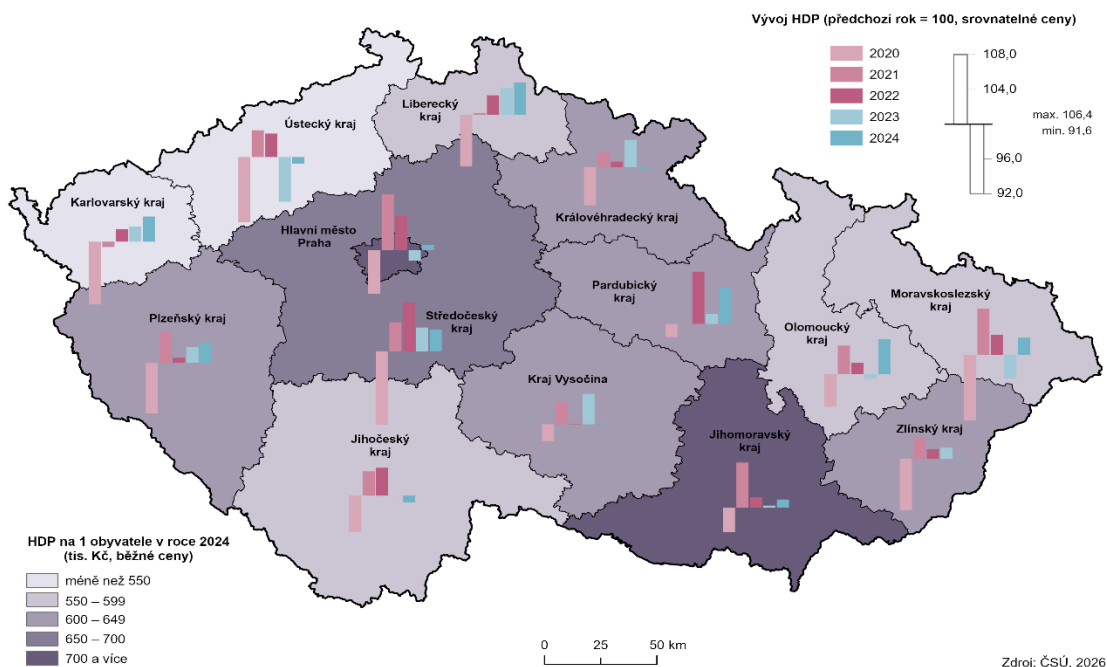 Vývoj HDP (předchozí rok = 100, srovnatelné ceny)
2020
2021
2022
2023
2024
108,0
104,0
max. 106,4
min. 91,6
96,0
92,0
Liberecký
kraj
Ústecký kraj
Karlovarský kraj
Královéhradecký kraj
Hlavní město
Praha
Pardubický
kraj
Moravskoslezský
kraj
Plzeňský kraj
Středočeský
kraj
Olomoucký
kraj
Kraj Vysočina
Jihočeský
kraj
Jihomoravský
kraj
Zlínský kraj
HDP na 1 obyvatele v roce 2024
(tis. Kč, běžné ceny)
méně než 550
550 – 599
600 – 649
650 – 700
700 a více
0 25 50 km
Zdroj: ČSÚ, 2026